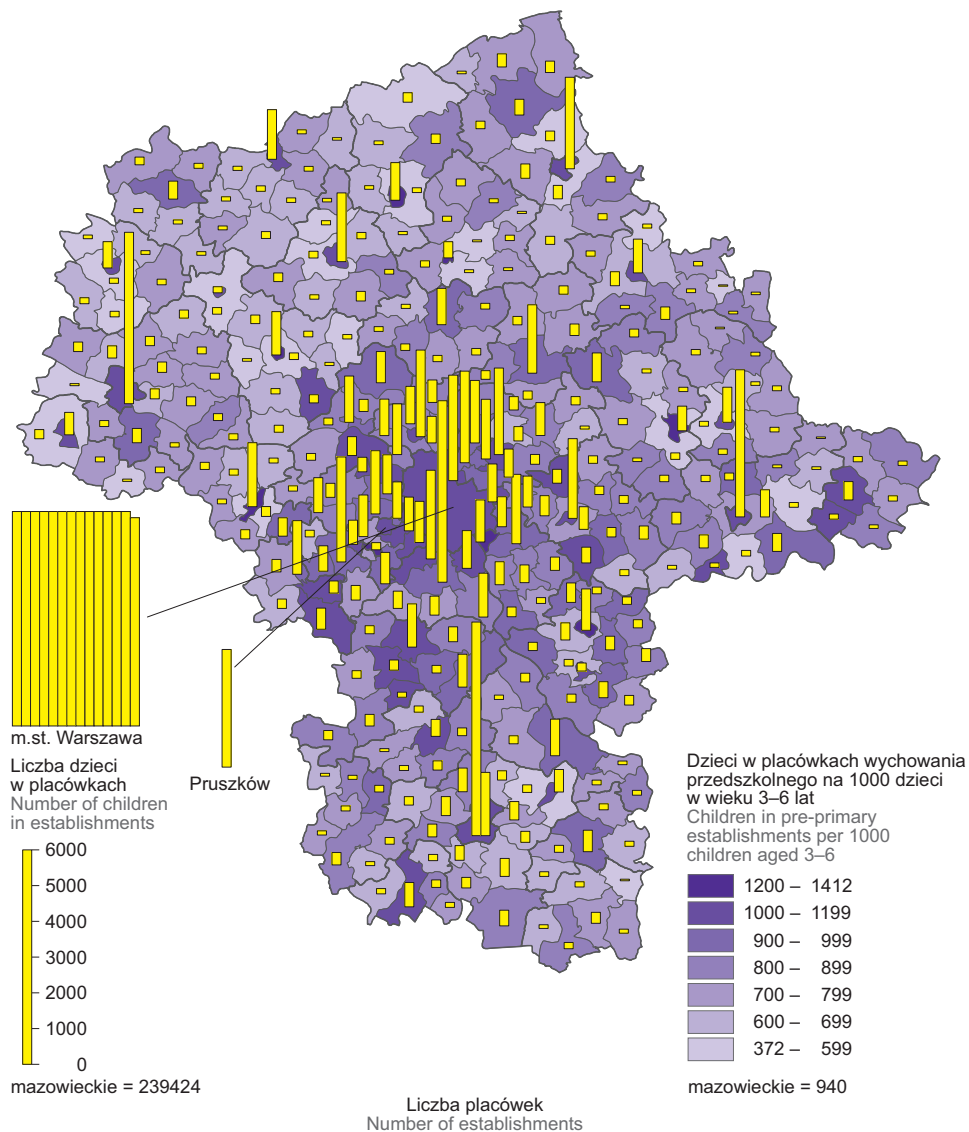 m.st. Warszawa
Liczba dzieci
w placówkach
Number of children
in establishments
6000
5000
4000
3000
2000
1000
0
mazowieckie = 239424
Pruszków
Dzieci w placówkach wychowania
przedszkolnego na 1000 dzieci
w wieku 3–6 lat
Children in pre-primary
establishments per 1000
children aged 3–6
1200 – 1412
1000 – 1199
900 – 999
800 – 899
700 – 799
600 – 699
372 – 599
mazowieckie = 940
Liczba placówek
Number of establishments